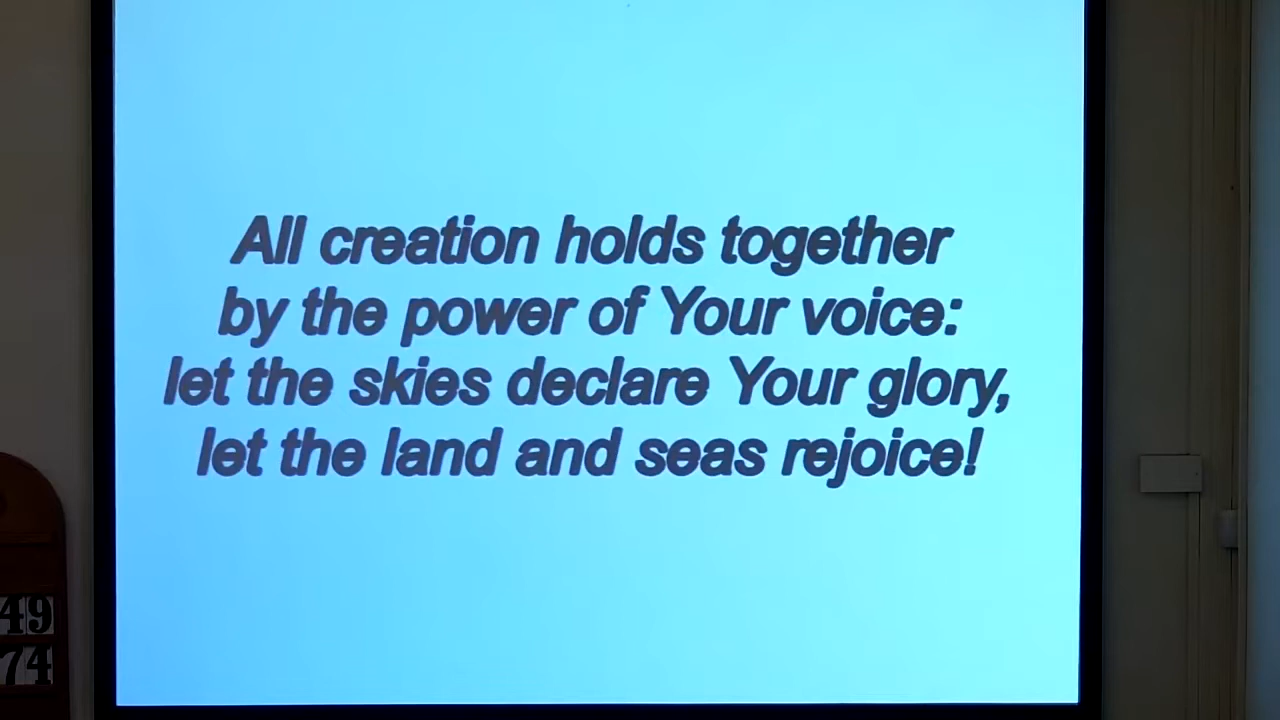 All creation holds together
by the power of Your voice:
let the skies declare Your glory,
let the land and seas rejoice!
49
74